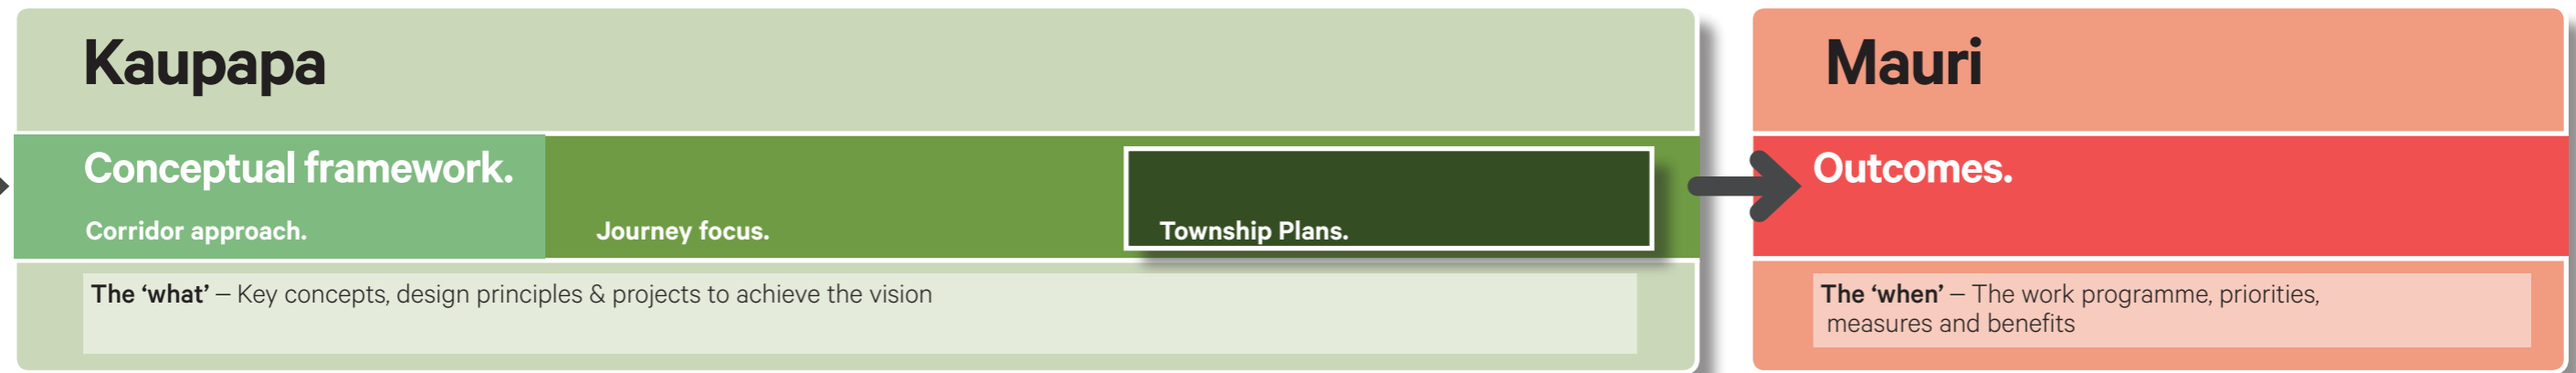 Kaupapa
Conceptual framework.
Corridor approach.
Journey focus.
Township Plans.
The ‘what’ – Key concepts, design principles & projects to achieve the vision
Mauri
Outcomes.
The ‘when’ – The work programme, priorities,
measures and benefits